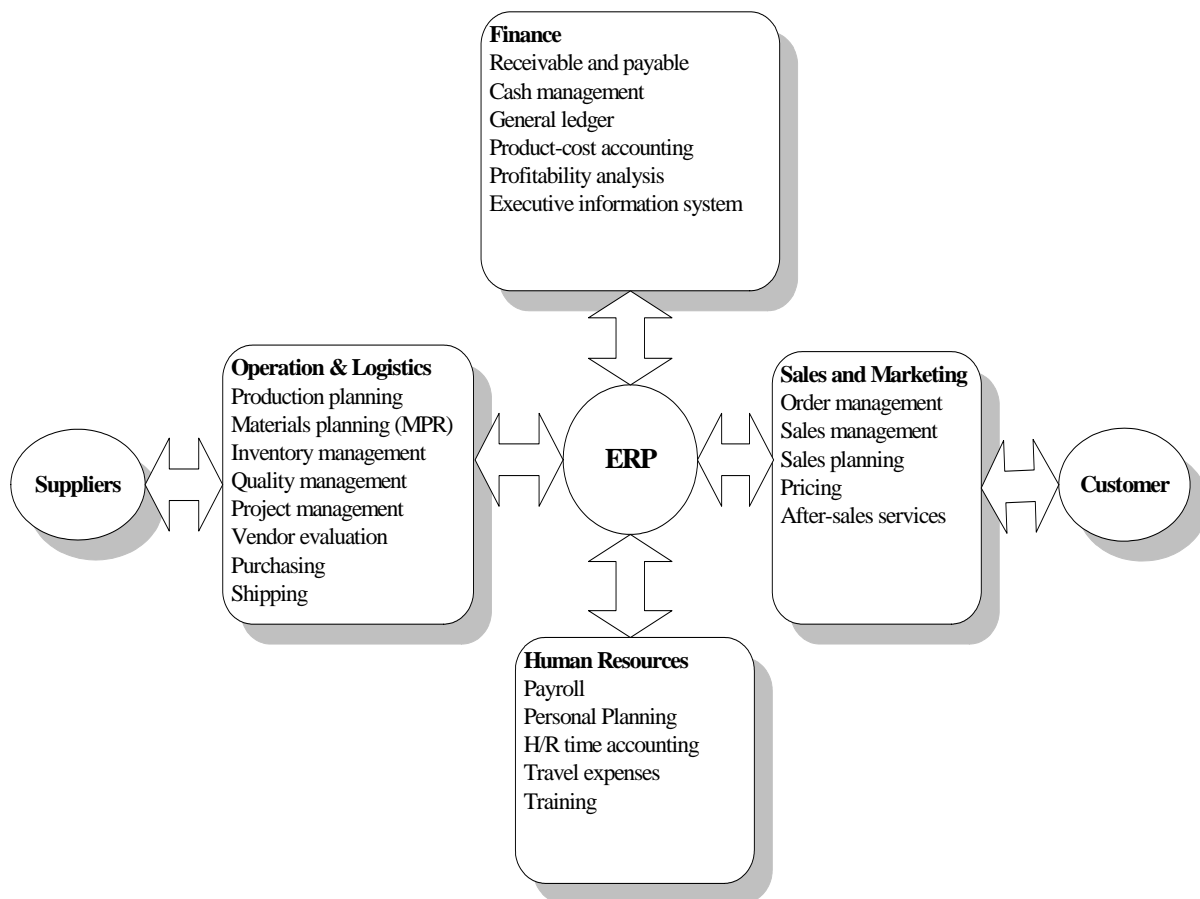 Finance
Receivable and payable
Cash management
General ledger
Product-cost accounting
Profitability analysis
Executive information system
Operation & Logistics
Production planning
Materials planning (MPR)
Inventory management
Quality management
Project management
Vendor evaluation
Purchasing
Shipping
Sales and Marketing
Order management
Sales management
Sales planning
Pricing
After-sales services
Suppliers
ERP
Customer
Human Resources
Payroll
Personal Planning
H/R time accounting
Travel expenses
Training